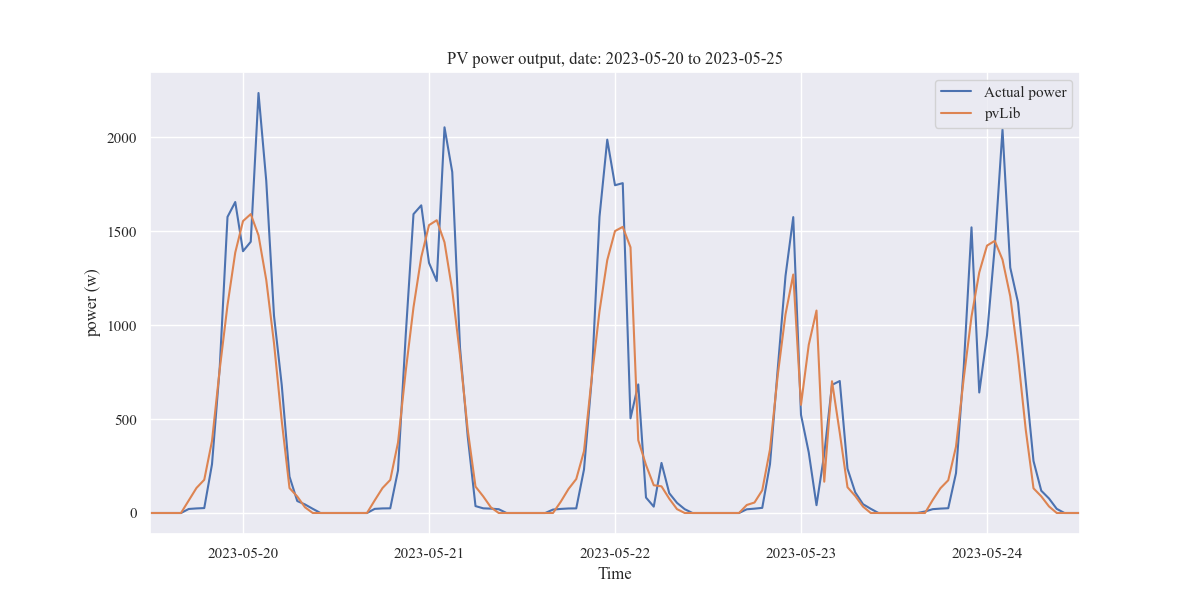 PV power output, date: 2023-05-20 to 2023-05-25
Actual power
pvLib
2000
1500
1000
500
0
power (w)
2023-05-20
2023-05-21
2023-05-22
2023-05-23
2023-05-24
Time